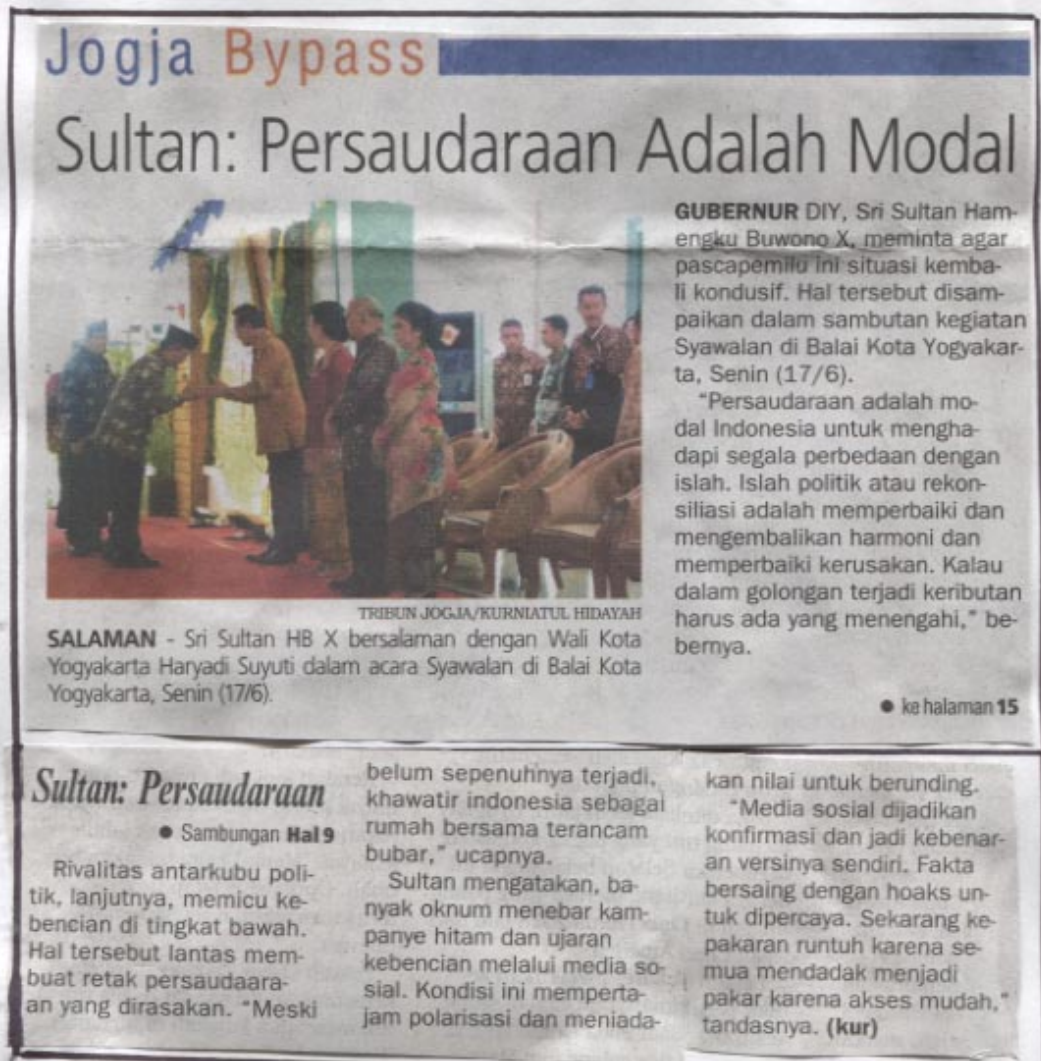 Jogja Bypass
Sultan: Persaudaraan Adalah Modal
TRIBUN JOGJA/KURNIATUL HIDAYAH
SALAMAN - Sri Sultan HB X bersalaman dengan Wali Kota
Yogyakarta Haryadi Suyuti dalam acara Syawalan di Balai Kota
Yogyakarta, Senin (17/6).
GUBERNUR DIY, Sri Sultan Ham-
engku Buwono X, meminta agar
pascapemilu ini situasi kemba-
li kondusif. Hal tersebut disam-
paikan dalam sambutan kegiatan
Syawalan di Balai Kota Yogyakar-
ta, Senin (17/6).
"Persaudaraan adalah mo-
dal Indonesia untuk mengha-
dapi segala perbedaan dengan
islah. Islah politik atau rekon-
siliasi adalah memperbaiki dan
mengembalikan harmoni dan
memperbaiki kerusakan. Kalau
dalam golongan terjadi keributan
harus ada yang menengahi," be-
bernya.
● ke halaman 15
Sultan: Persaudaraan
● Sambungan Hal 9
Rivalitas antarkubu poli-
tik, lanjutnya, memicu ke-
bencian di tingkat bawah.
Hal tersebut lantas mem-
buat retak persaudaara-
an yang dirasakan. "Meski
belum sepenuhnya terjadi,
khawatir indonesia sebagai
rumah bersama terancam
bubar," ucapnya.
Sultan mengatakan, ba-
nyak oknum menebar kam-
panye hitam dan ujaran
kebencian melalui media so-
sial. Kondisi ini memperta-
jam polarisasi dan meniada-
kan nilai untuk berunding.
"Media sosial dijadikan
konfirmasi dan jadi kebenar-
an versinya sendiri. Fakta
bersaing dengan hoaks un-
tuk dipercaya. Sekarang ke-
pakaran runtuh karena se-
mua mendadak menjadi
pakar karena akses mudah,"
tandasnya. (kur)